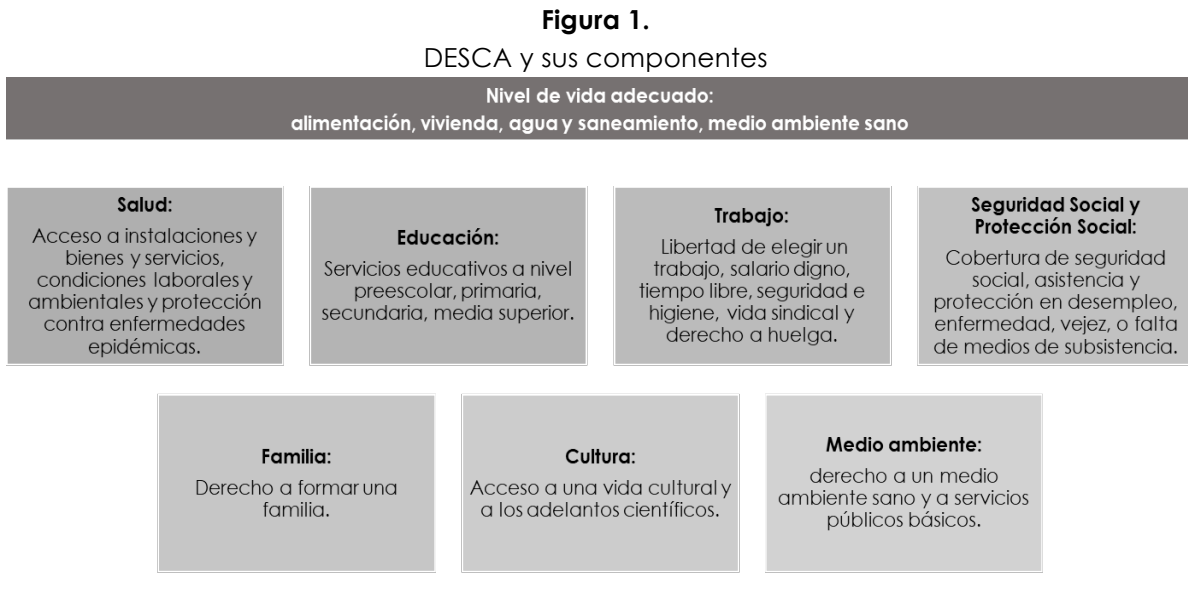 Figura 1.
DESCA y sus componentes
Nivel de vida adecuado:
alimentación, vivienda, agua y saneamiento, medio ambiente sano
Salud:
Acceso a instalaciones y
bienes y servicios,
condiciones laborales y
ambientales y protección
contra enfermedades
epidémicas.
Educación:
Servicios educativos a nivel
preescolar, primaria,
secundaria, media superior.
Trabajo:
Libertad de elegir un
trabajo, salario digno,
tiempo libre, seguridad e
higiene, vida sindical y
derecho a huelga.
Seguridad Social y
Protección Social:
Cobertura de seguridad
social, asistencia y
protección en desempleo,
enfermedad, vejez, o falta
de medios de subsistencia.
Familia:
Derecho a formar una
familia.
Cultura:
Acceso a una vida cultural y
a los adelantos científicos.
Medio ambiente:
derecho a un medio
ambiente sano y a servicios
públicos básicos.